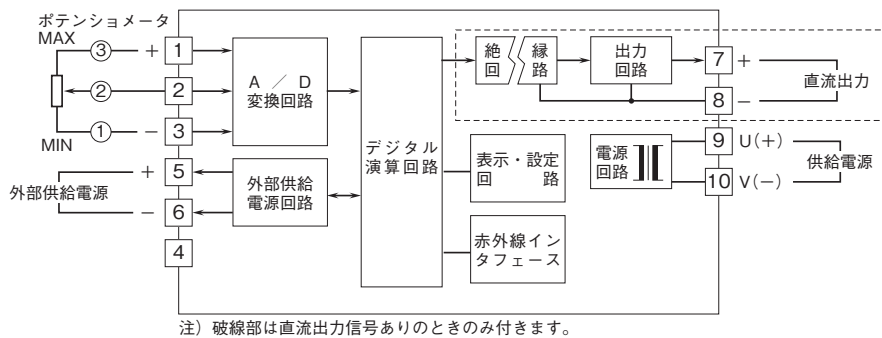 ポテンショメータ
MAX
③ + 1
② 2
① − 3
MIN
A ／ D
変換回路
+ 5
外部供給電源
− 6
外部供給
電源回路
4
デジタル
演算回路
絶 縁
回 路
出力
回路
7 +
直流出力
8 −
表示・設定
回 路
電源
回路
9 U(+)
供給電源
10 V(−)
赤外線イン
タフェース
注）破線部は直流出力信号ありのときのみ付きます。